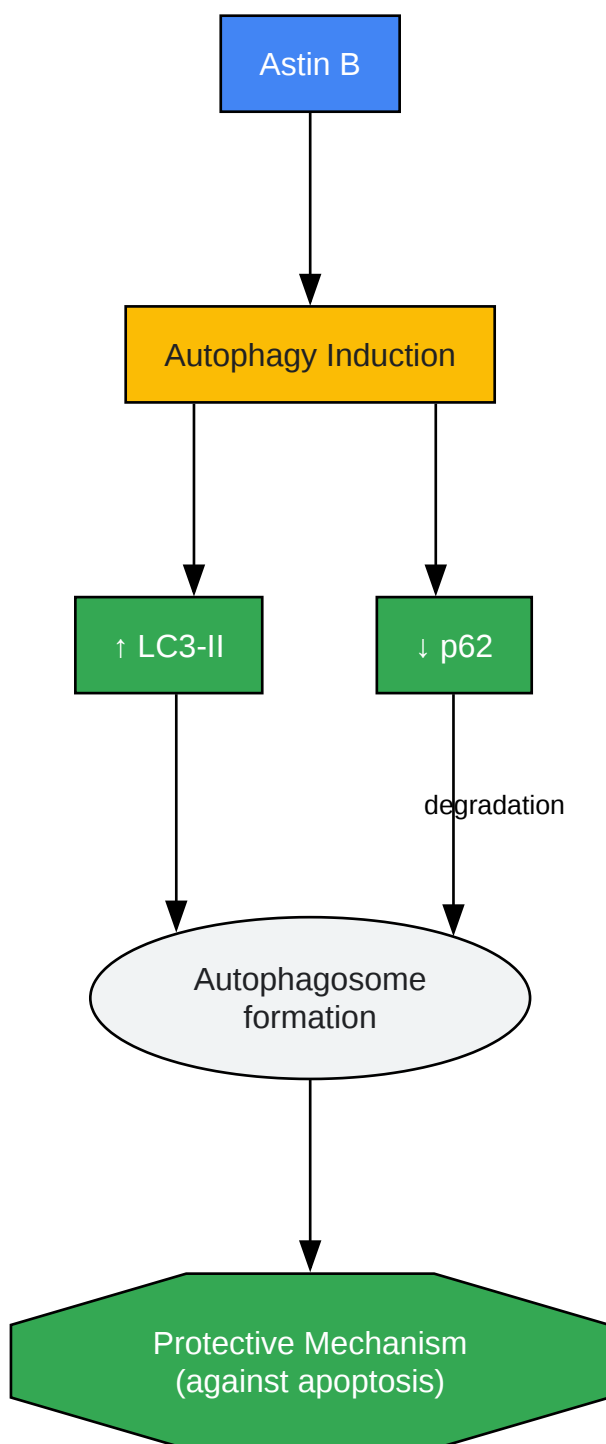 Astin B
Autophagy Induction
↑ LC3-II
↓ p62
degradation
Autophagosome
formation
Protective Mechanism
(against apoptosis)